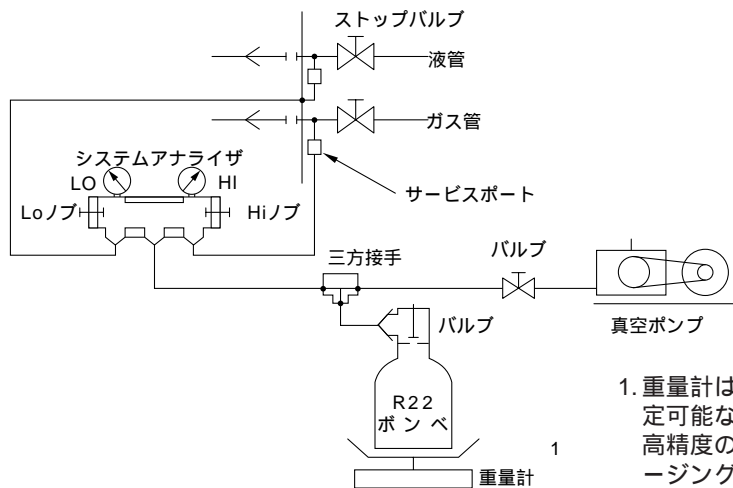 ストップバルブ
液管
ガス管
システムアナライザ
LO
HI
サービスポート
Loノブ
Hiノブ
三方接手
バルブ
バルブ
真空ポンプ
R22
ボンベ
1
重量計
1. 重量計は
定可能な
高精度の
ージング